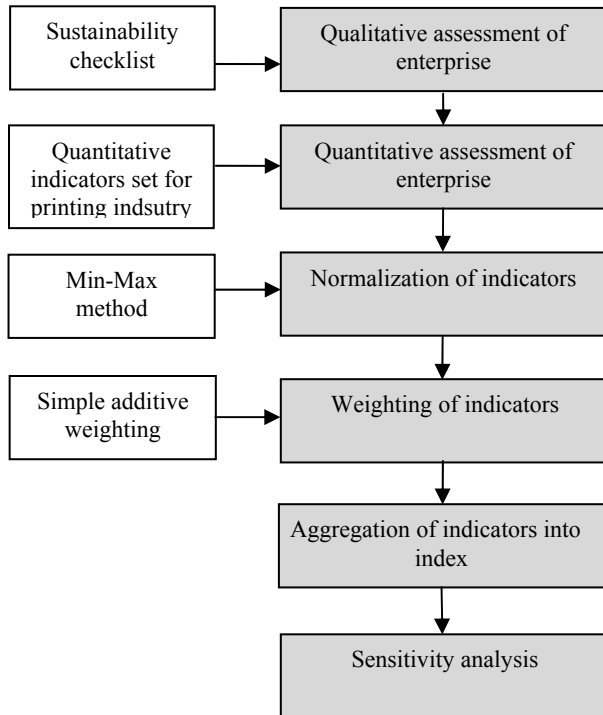 Sustainability
checklist
Qualitative assessment of
enterprise
Quantitative
indicators set for
printing indsutry
Quantitative assessment of
enterprise
Min-Max
method
Normalization of indicators
Simple additive
weighting
Weighting of indicators
Aggregation of indicators into
index
Sensitivity analysis